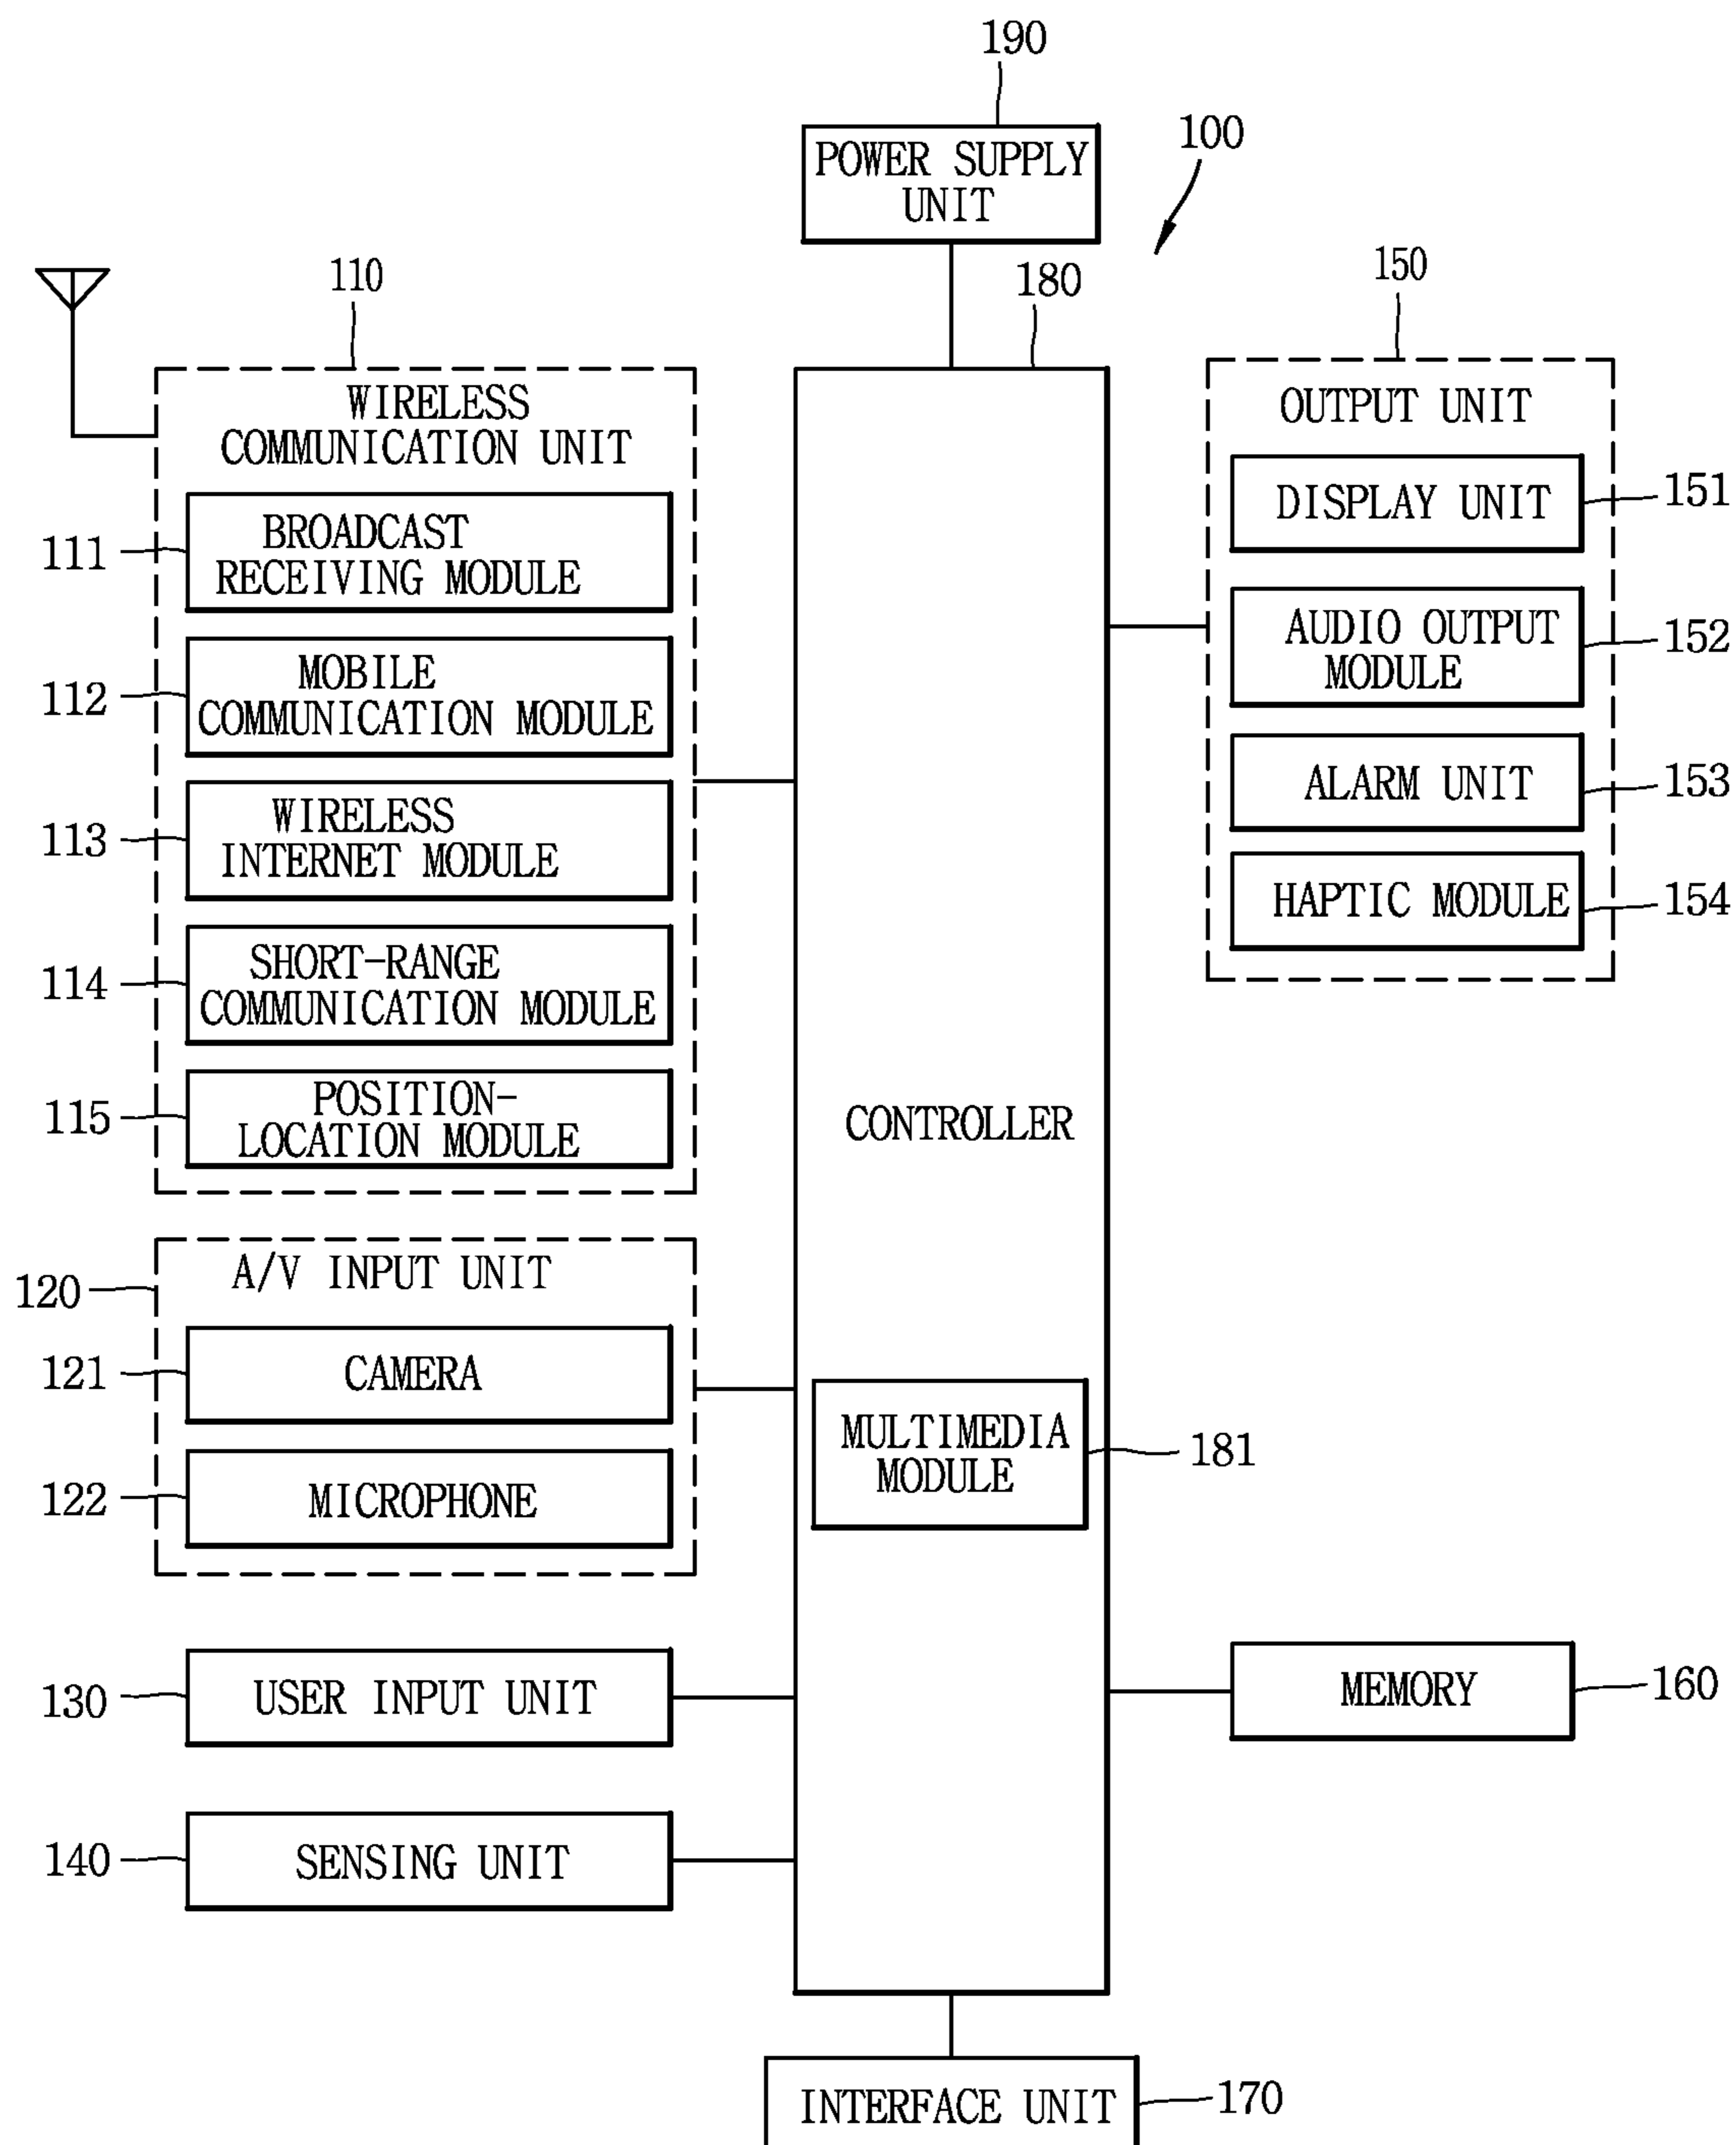 190
POWER SUPPLY
UNIT
100
110
180
150
WIRELESS
COMMUNICATION UNIT
111
BROADCAST
RECEIVING MODULE
112
MOBILE
COMMUNICATION MODULE
113
WIRELESS
INTERNET MODULE
114
SHORT-RANGE
COMMUNICATION MODULE
115
POSITION-
LOCATION MODULE
120
A/V INPUT UNIT
121
CAMERA
122
MICROPHONE
130
USER INPUT UNIT
140
SENSING UNIT
CONTROLLER
MULTIMEDIA
MODULE
181
OUTPUT UNIT
DISPLAY UNIT
151
AUDIO OUTPUT
MODULE
152
ALARM UNIT
153
HAPTIC MODULE
154
MEMORY
160
INTERFACE UNIT
170